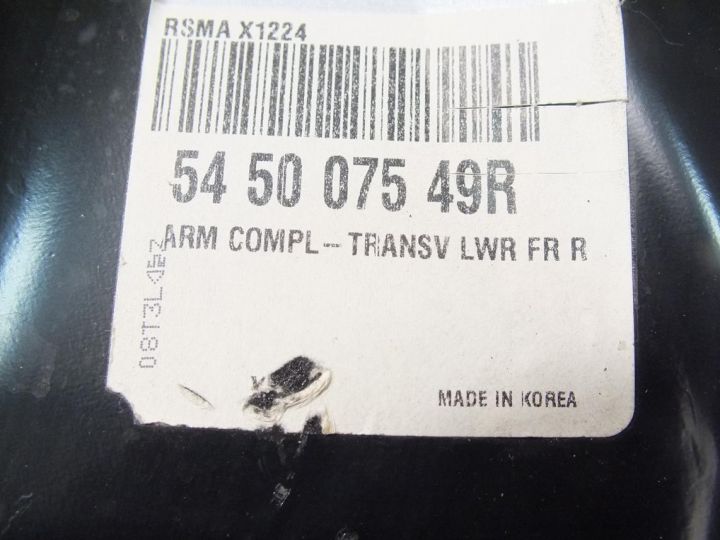 RSMA X1224
54 50 075 49R
ARM COMPL-TRANSV LWR FR R
MADE IN KOREA